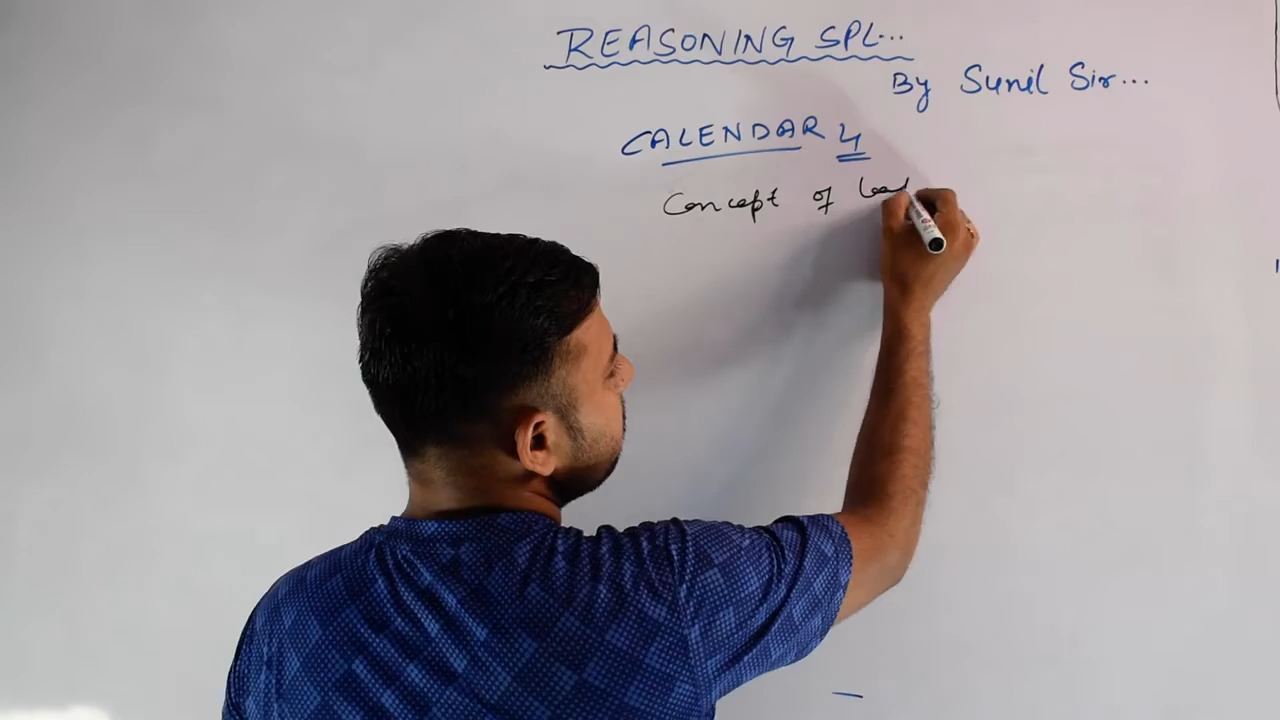 REASONING SPL...
By Sunil Sir...
CALENDAR 4
Concept of